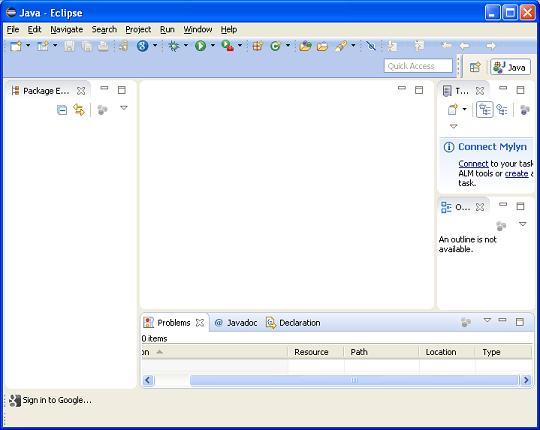 Java - Eclipse
File Edit Navigate Search Project Run Window Help
Quick Access
Java
Package E...
T...
Connect Mylyn
Connect to your task
ALM tools or create a
task.
O...
An outline is not
available.
Problems @ Javadoc Declaration
0 items
on Resource Path Location Type
Sign in to Google...